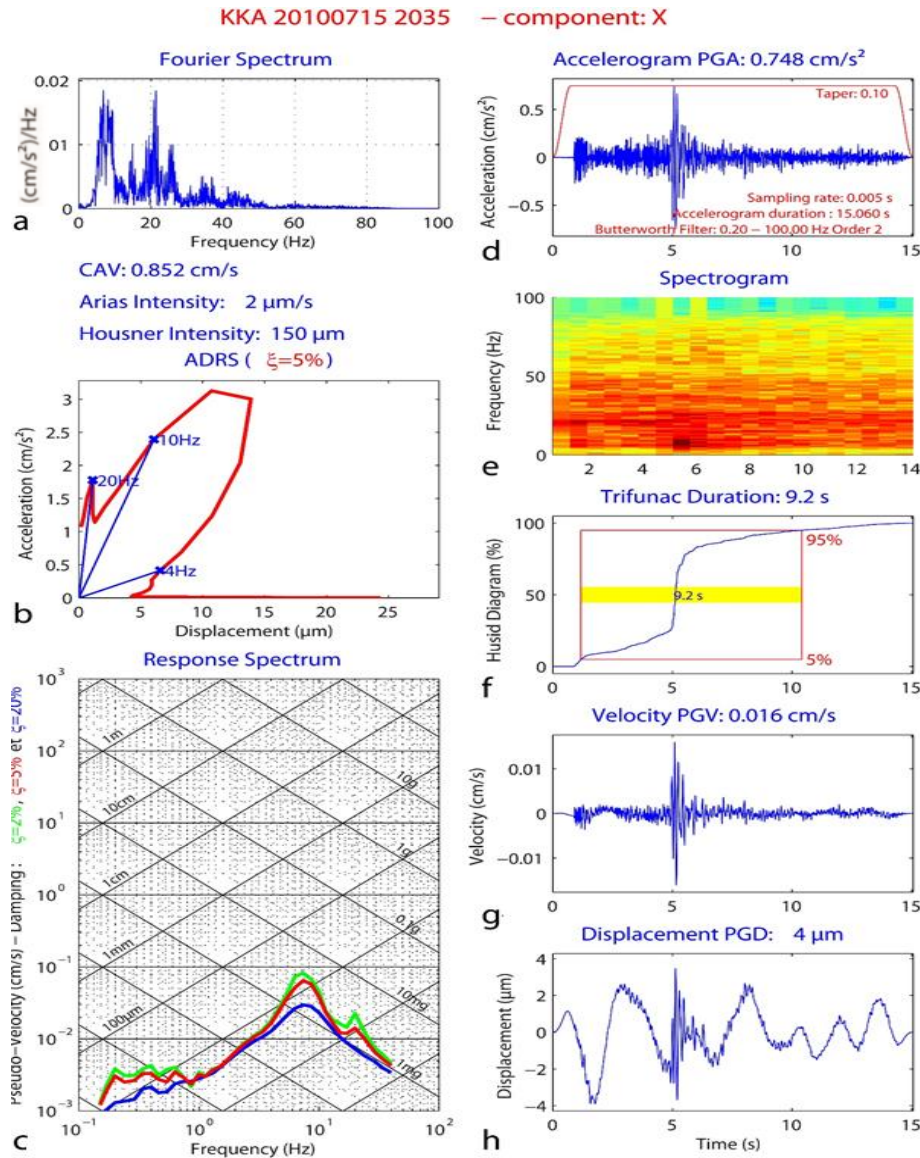 KKA 20100715 2035 − component: X
Fourier Spectrum
(cm/s²)/Hz
0.02
01
0
0 20 40 60 80 100
Frequency (Hz)
a
CAV: 0.852 cm/s
Arias Intensity: 2 μm/s
Housner Intensity: 150 μm
ADRS ( ξ=5%)
Acceleration (cm/s²)
3
2.5
2
1.5
1
0.5
0
10Hz
20Hz
4Hz
0 5 10 15 20 25
Displacement (μm)
b
Response Spectrum
Pseudo−velocity (cm/s) − Damping : ζ=2%, ζ=5% et ζ=20%
10³
10²
10¹
10⁰
10⁻¹
10⁻²
10⁻³
1m
10cm
1cm
1mm
100μm
10g
1g
0.1g
10mg
1mg
10⁻¹ 10⁰ 10¹ 10²
Frequency (Hz)
c
Accelerogram PGA: 0.748 cm/s²
Acceleration (cm/s²)
0.5
0
−0.5
Taper: 0.10
Sampling rate: 0.005 s
Accelerogram duration : 15.060 s
Butterworth Filter: 0.20 − 100.00 Hz Order 2
0 5 10 15
d
Spectrogram
Frequency (Hz)
100
50
0
2 4 6 8 10 12 14
e
Trifunac Duration: 9.2 s
Husid Diagram (%)
100
50
0
95%
9.2 s
5%
0 5 10 15
f
Velocity PGV: 0.016 cm/s
Velocity (cm/s)
0.01
0
−0.01
0 5 10 15
g
Displacement PGD: 4 μm
Displacement (μm)
4
2
0
−2
−4
0 5 10 15
Time (s)
h